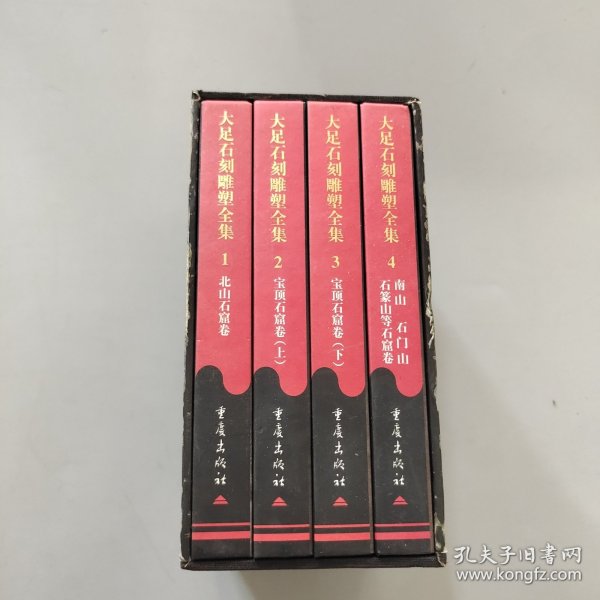 大足石刻雕塑全集
1
北山石窟卷
重庆出版社
大足石刻雕塑全集
2
宝顶石窟卷(上)
重庆出版社
大足石刻雕塑全集
3
宝顶石窟卷(下)
重庆出版社
大足石刻雕塑全集
4
南山 石门山
石篆山等石窟卷
重庆出版社
孔夫子旧书网
www.kongfz.com